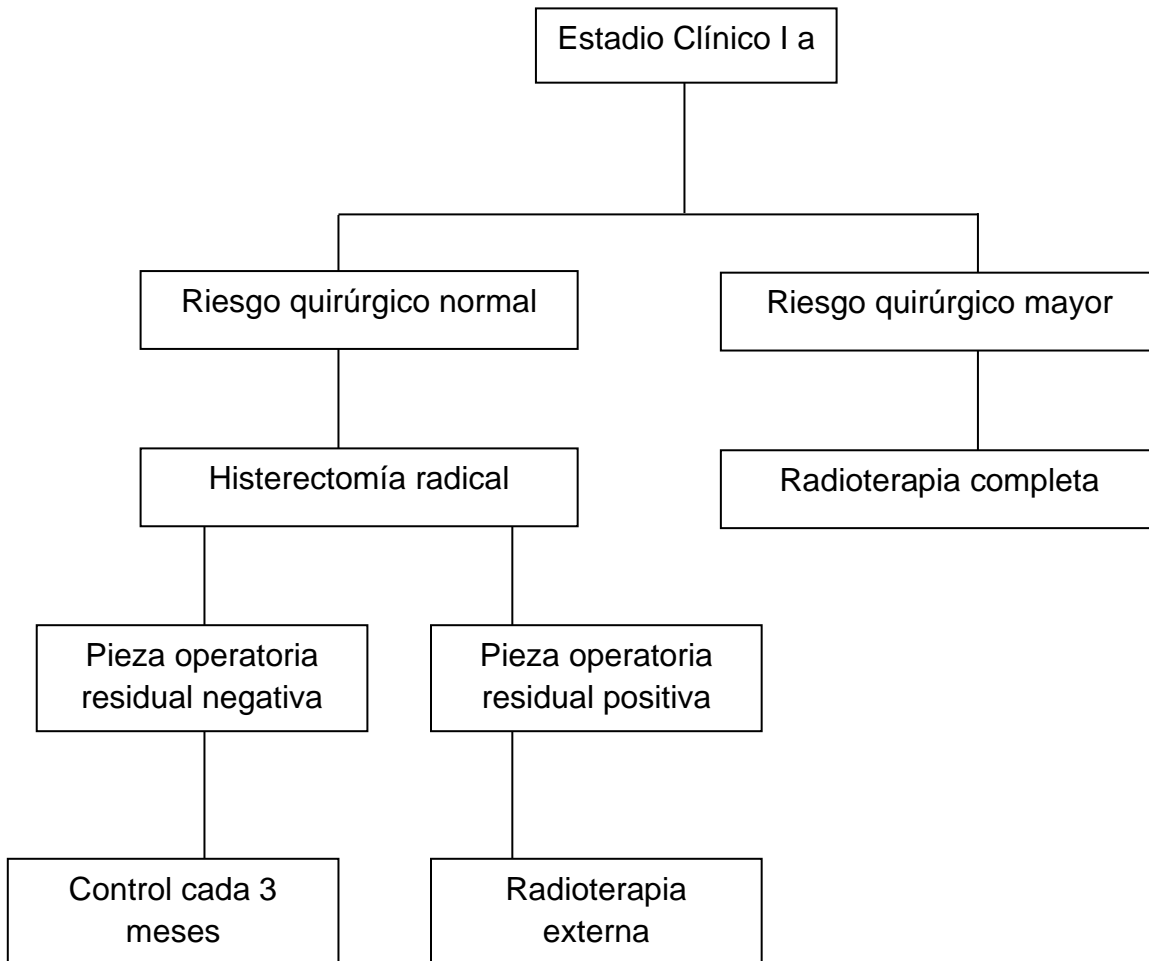 Estadio Clínico I a
Riesgo quirúrgico normal
Riesgo quirúrgico mayor
Histerectomía radical
Radioterapia completa
Pieza operatoria
residual negativa
Pieza operatoria
residual positiva
Control cada 3
meses
Radioterapia
externa